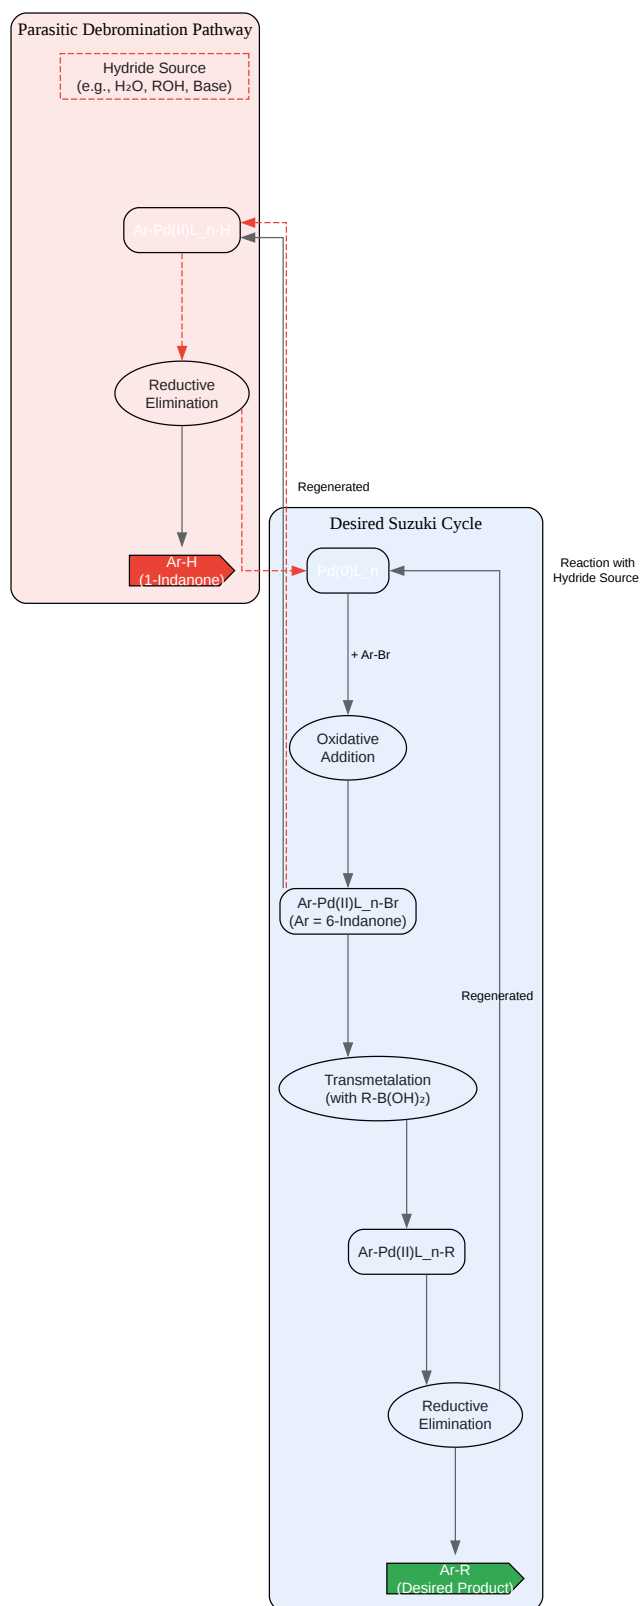 Parasitic Debromination Pathway
Hydride Source
(e.g., H₂O, ROH, Base)
Ar-Pd(II)L_n-H
Reductive
Elimination
Ar-H
(1-Indanone)
Regenerated
Desired Suzuki Cycle
Pd(0)L_n
Reaction with
Hydride Source
+ Ar-Br
Oxidative
Addition
Ar-Pd(II)L_n-Br
(Ar = 6-Indanone)
Regenerated
Transmetalation
(with R-B(OH)₂)
Ar-Pd(II)L_n-R
Reductive
Elimination
Ar-R
(Desired Product)